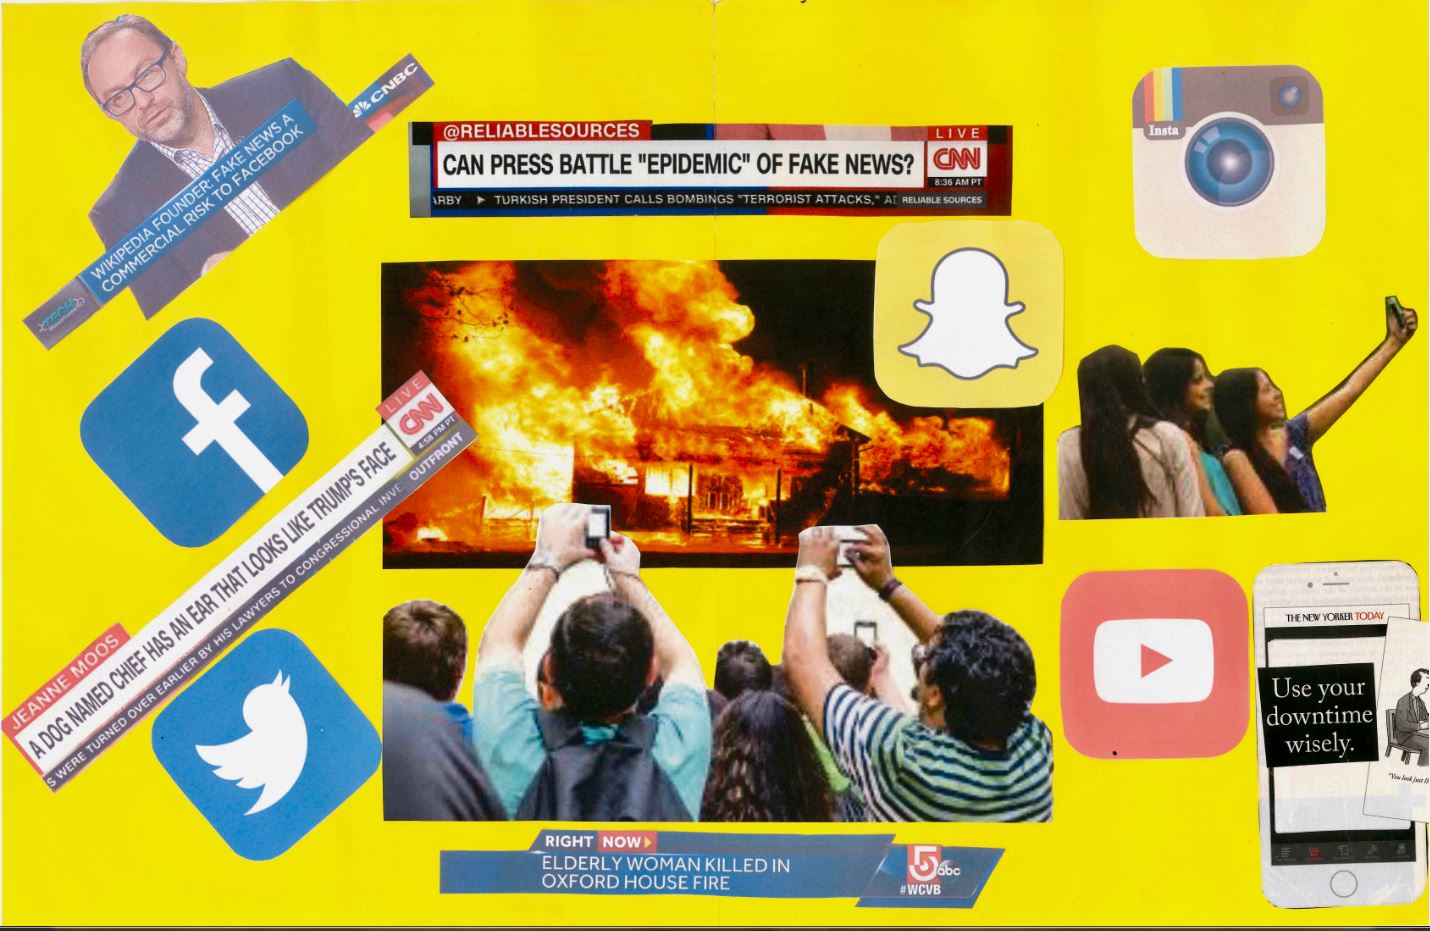 CNBC
WIKIPEDIA FOUNDER: FAKE NEWS A
COMMERCIAL RISK TO FACEBOOK
@RELIABLESOURCES
LIVE
CAN PRESS BATTLE "EPIDEMIC" OF FAKE NEWS?
CNN
8:36 AM PT
ARBY ➤ TURKISH PRESIDENT CALLS BOMBINGS "TERRORIST ATTACKS," AI
RELIABLE SOURCES
Insta
LIVE
CNN
4:58 PM PT
JEANNE MOOS
A DOG NAMED CHIEF HAS AN EAR THAT LOOKS LIKE TRUMP'S FACE
S WERE TURNED OVER EARLIER BY HIS LAWYERS TO CONGRESSIONAL INVE
OUTFRONT
THE NEW YORKER TODAY
Use your
downtime
wisely.
RIGHT NOW
ELDERLY WOMAN KILLED IN
OXFORD HOUSE FIRE
5 abc
#WCVB